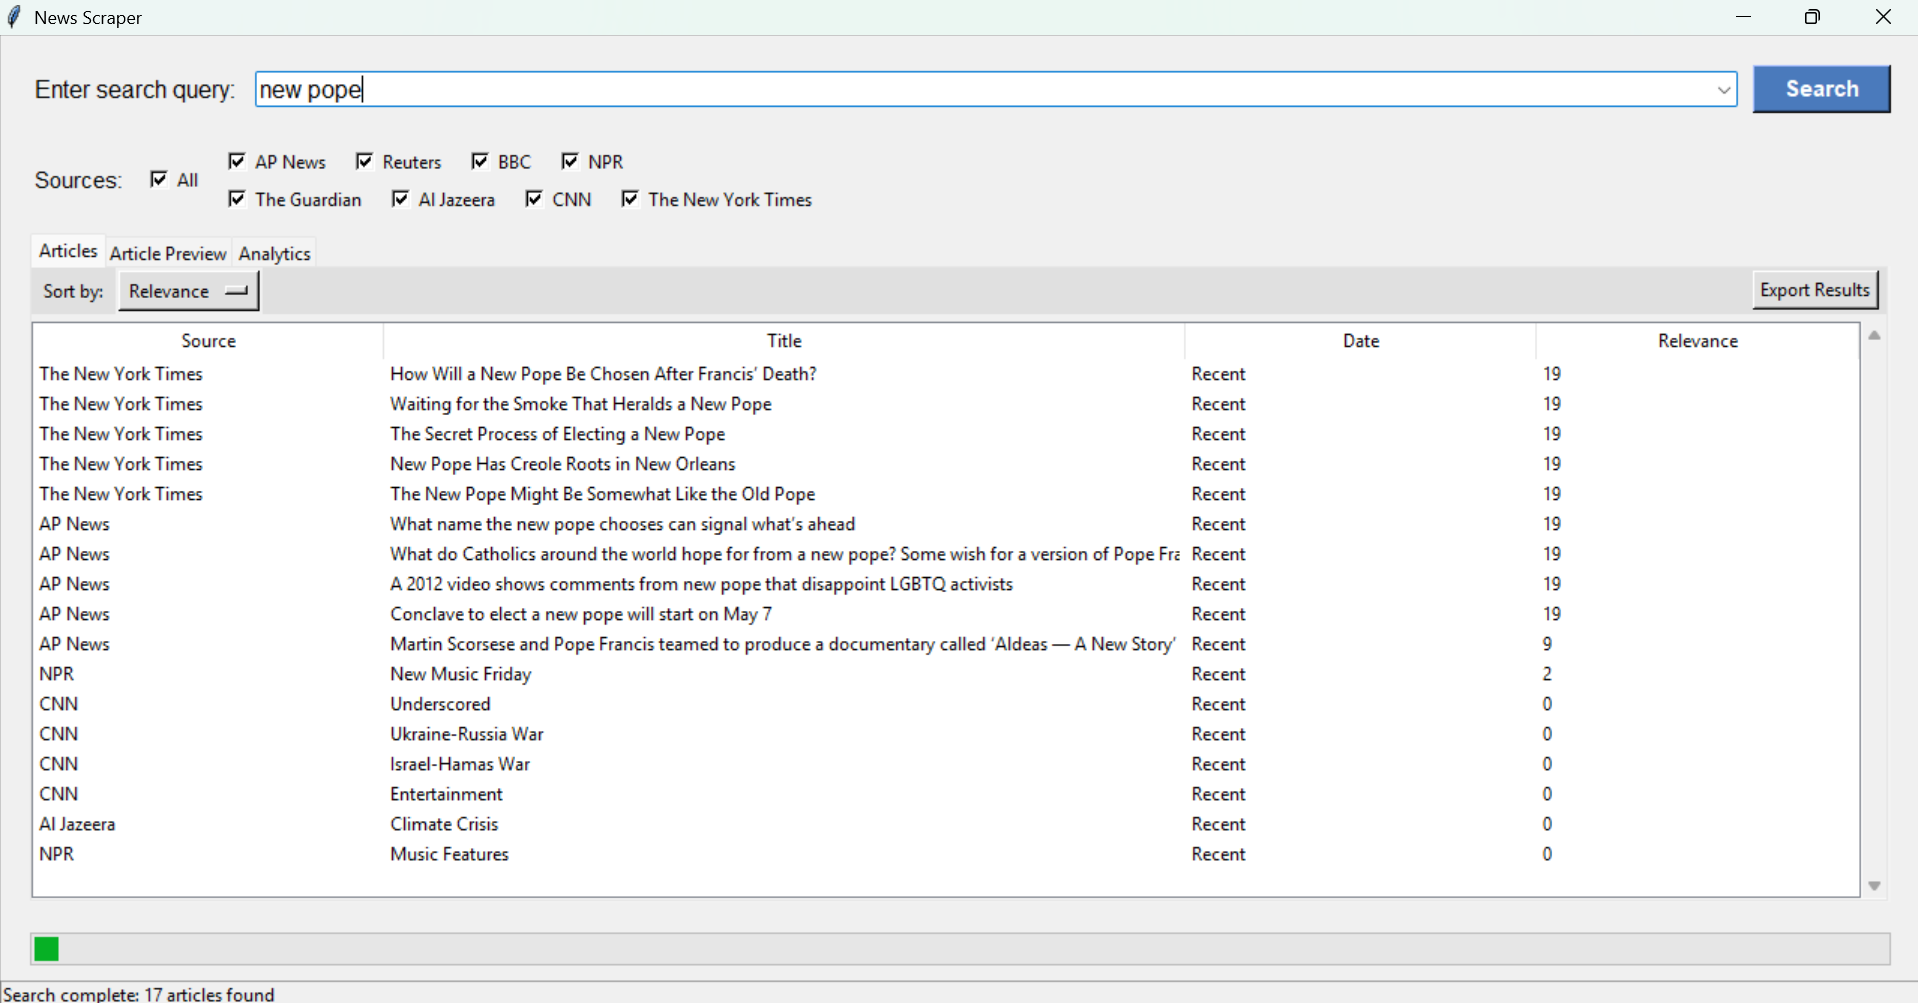 News Scraper
Enter search query: new pope Search
Sources: All
AP News Reuters BBC NPR
The Guardian Al Jazeera CNN The New York Times
Articles Article Preview Analytics
Sort by: Relevance Export Results
Source Title Date Relevance
The New York Times How Will a New Pope Be Chosen After Francis' Death? Recent 19
The New York Times Waiting for the Smoke That Heralds a New Pope Recent 19
The New York Times The Secret Process of Electing a New Pope Recent 19
The New York Times New Pope Has Creole Roots in New Orleans Recent 19
The New York Times The New Pope Might Be Somewhat Like the Old Pope Recent 19
AP News What name the new pope chooses can signal what's ahead Recent 19
AP News What do Catholics around the world hope for from a new pope? Some wish for a version of Pope Fra Recent 19
AP News A 2012 video shows comments from new pope that disappoint LGBTQ activists Recent 19
AP News Conclave to elect a new pope will start on May 7 Recent 19
AP News Martin Scorsese and Pope Francis teamed to produce a documentary called 'Aldeas — A New Story' Recent 9
NPR New Music Friday Recent 2
CNN Underscored Recent 0
CNN Ukraine-Russia War Recent 0
CNN Israel-Hamas War Recent 0
CNN Entertainment Recent 0
Al Jazeera Climate Crisis Recent 0
NPR Music Features Recent 0
Search complete: 17 articles found